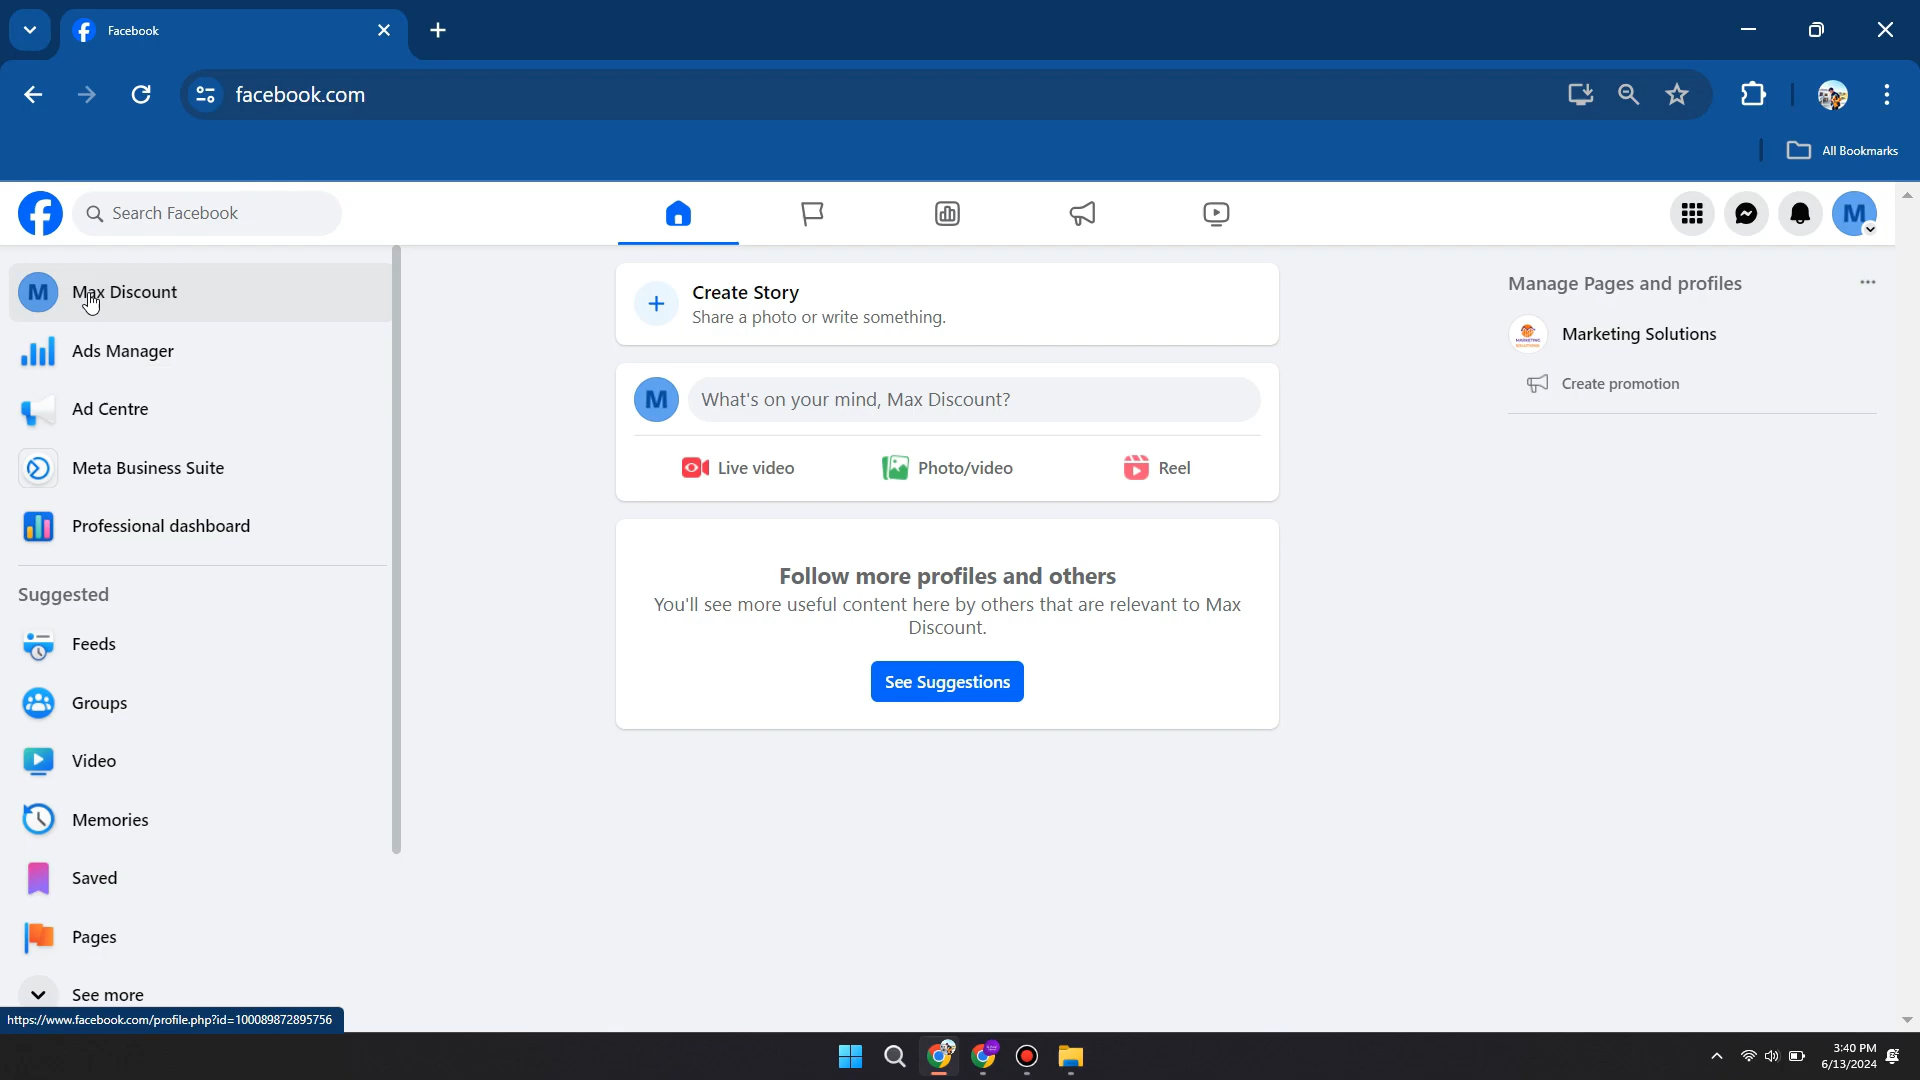 Facebook
facebook.com
All Bookmarks
Search Facebook
M
M Max Discount
Ads Manager
Ad Centre
Meta Business Suite
Professional dashboard
Suggested
Feeds
Groups
Video
Memories
Saved
Pages
See more
https://www.facebook.com/profile.php?id=100089872895756
Create Story
Share a photo or write something.
M What's on your mind, Max Discount?
Live video
Photo/video
Reel
Follow more profiles and others
You'll see more useful content here by others that are relevant to Max
Discount.
See Suggestions
Manage Pages and profiles
Marketing Solutions
Create promotion
3:40 PM
6/13/2024